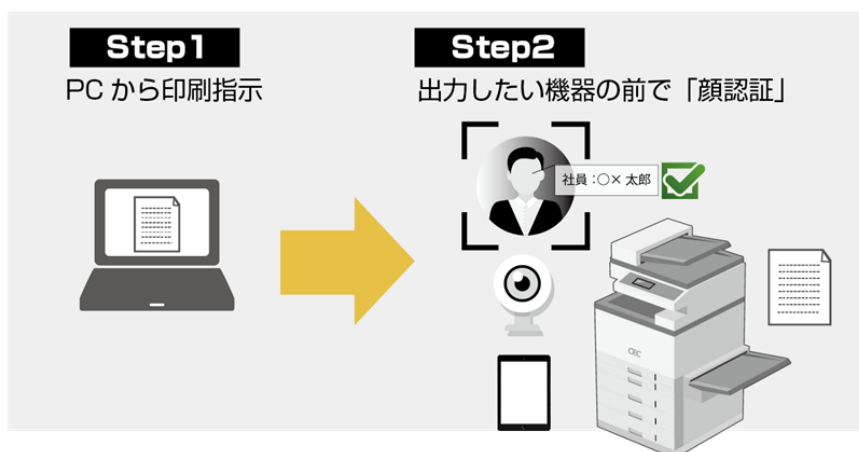 Step1
PC から印刷指示
Step2
出力したい機器の前で「顔認証」
社員:○× 太郎
CEC